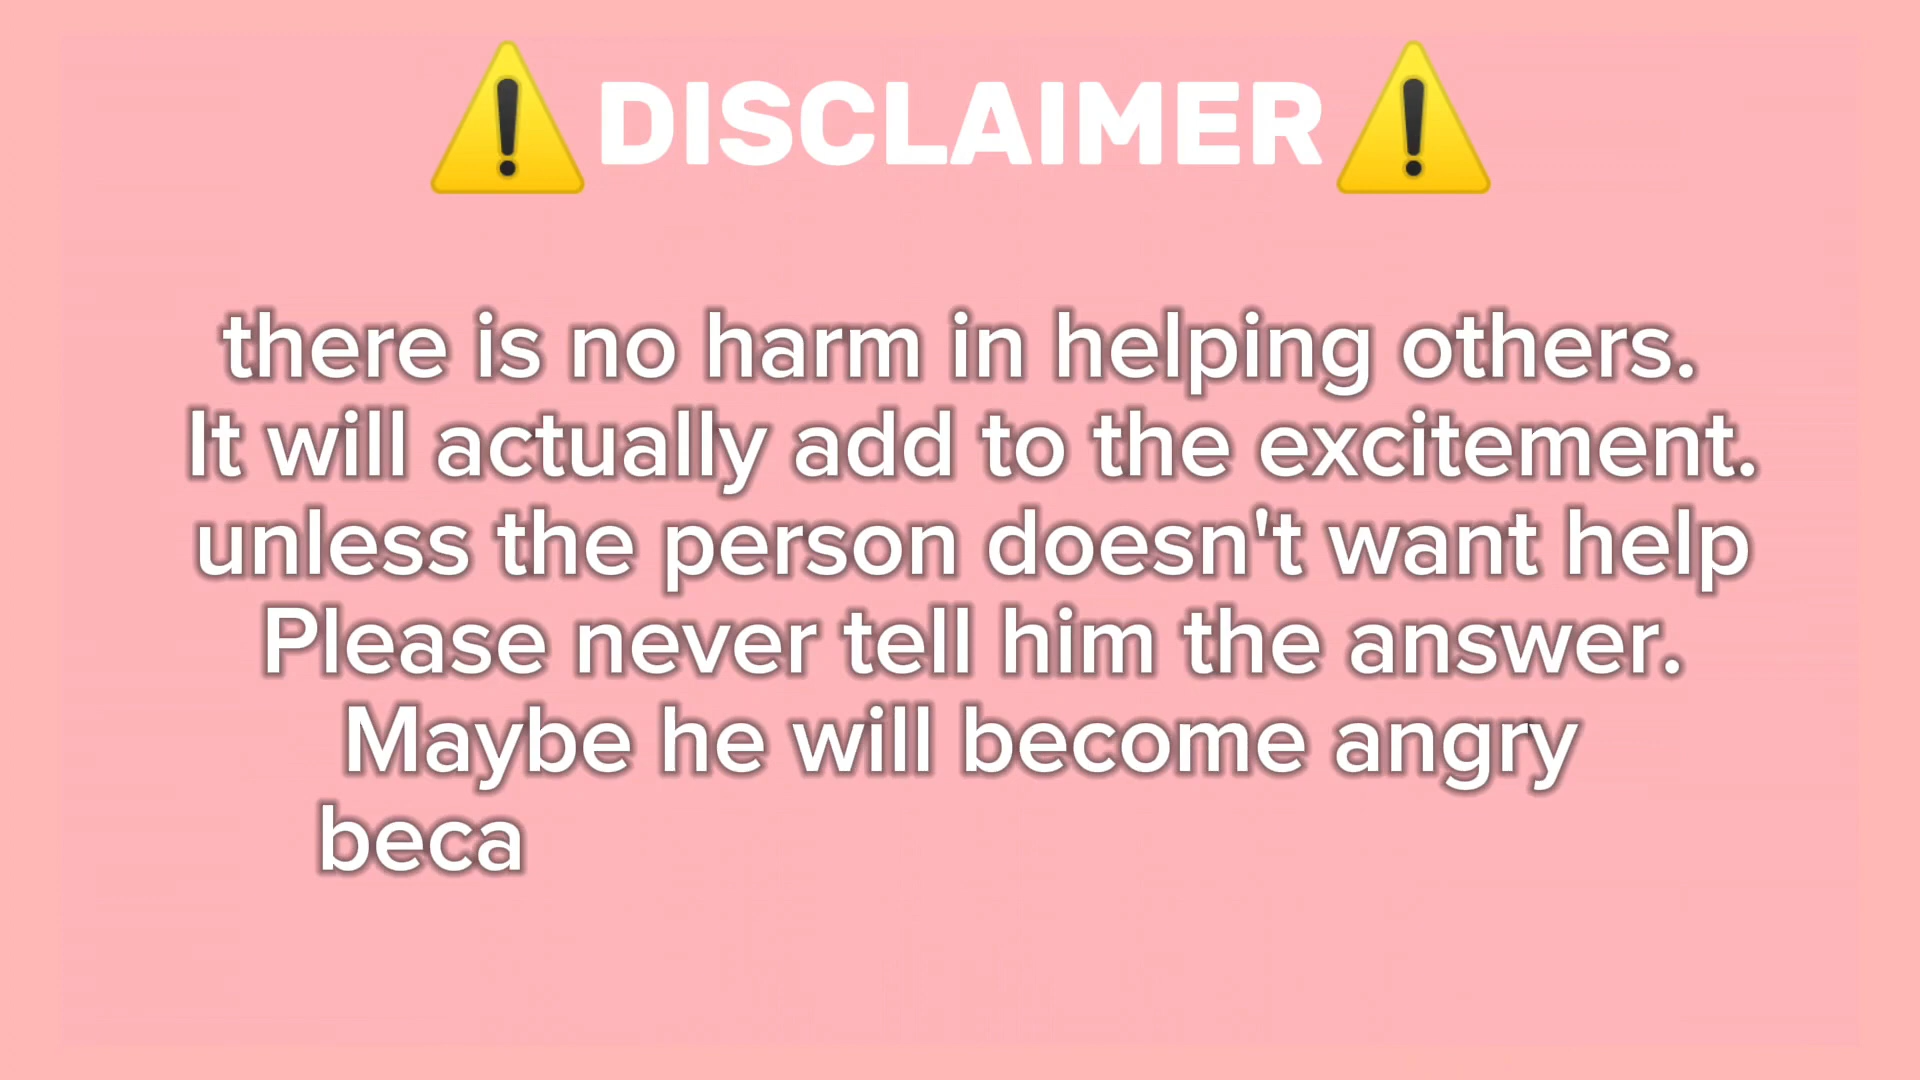 ⚠️DISCLAIMER⚠️
there is no harm in helping others.
It will actually add to the excitement.
unless the person doesn't want help
Please never tell him the answer.
Maybe he will become angry
beca